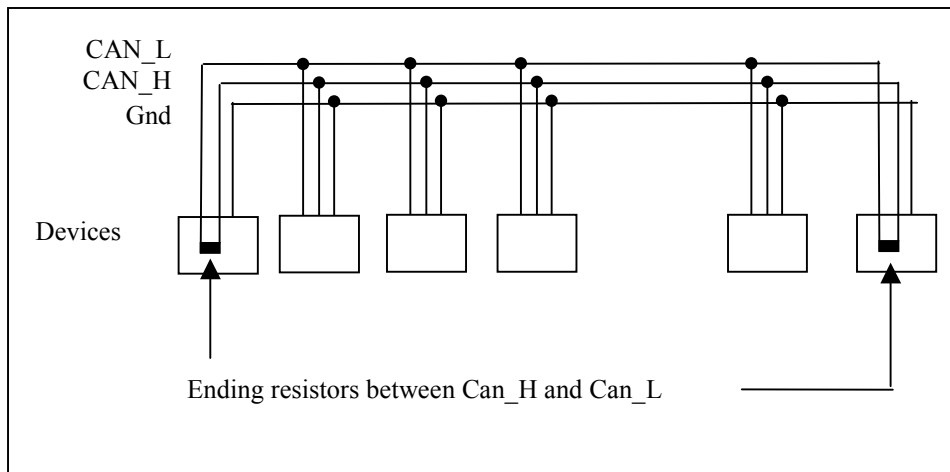 CAN_L
CAN_H
Gnd
Devices
Ending resistors between Can_H and Can_L